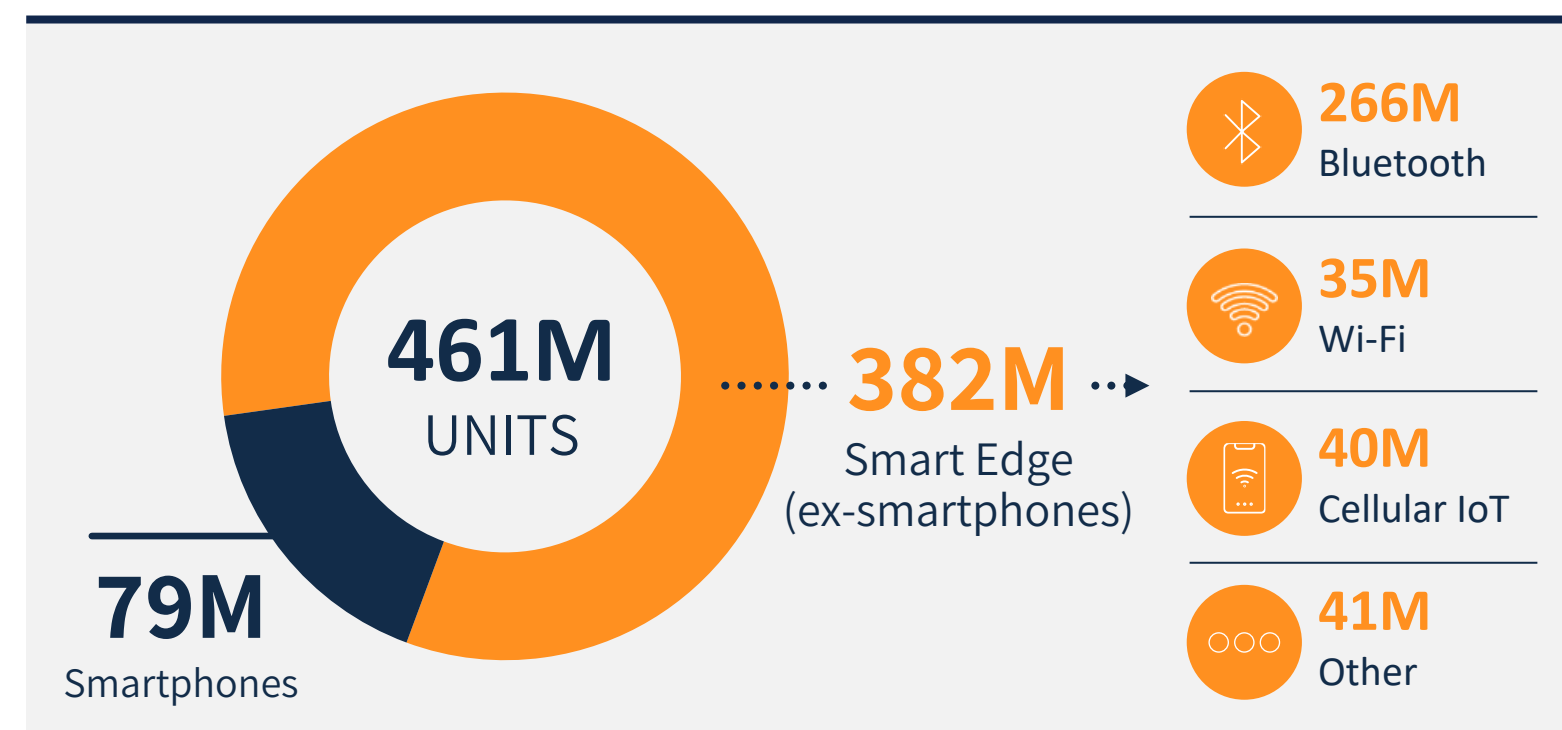 461M
UNITS
79M
Smartphones
382M
Smart Edge
(ex-smartphones)
266M
Bluetooth
35M
Wi-Fi
40M
Cellular IoT
41M
Other